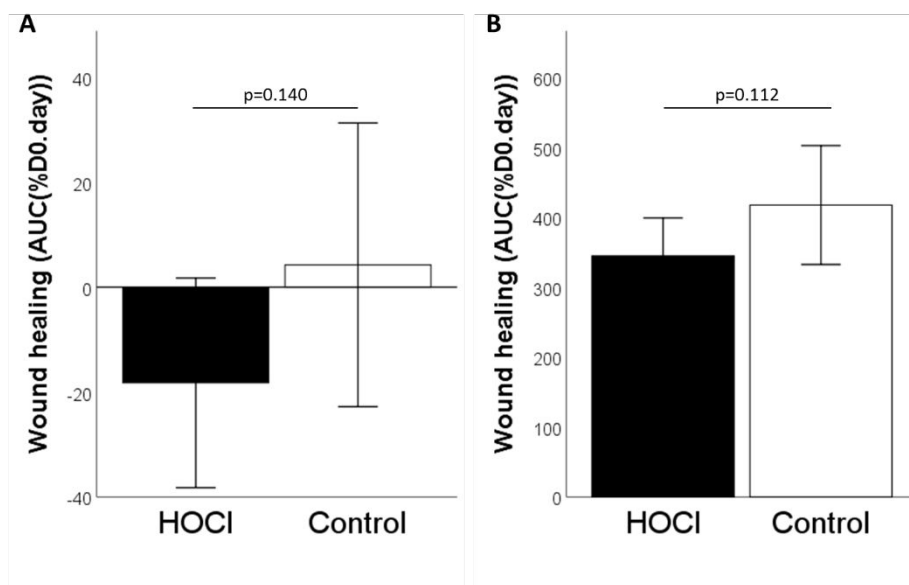 A
Wound healing (AUC(%D0.day))
40
20
0
-20
-40
p=0.140
HOCl
Control
B
Wound healing (AUC(%D0.day))
600
500
400
300
200
100
0
p=0.112
HOCl
Control